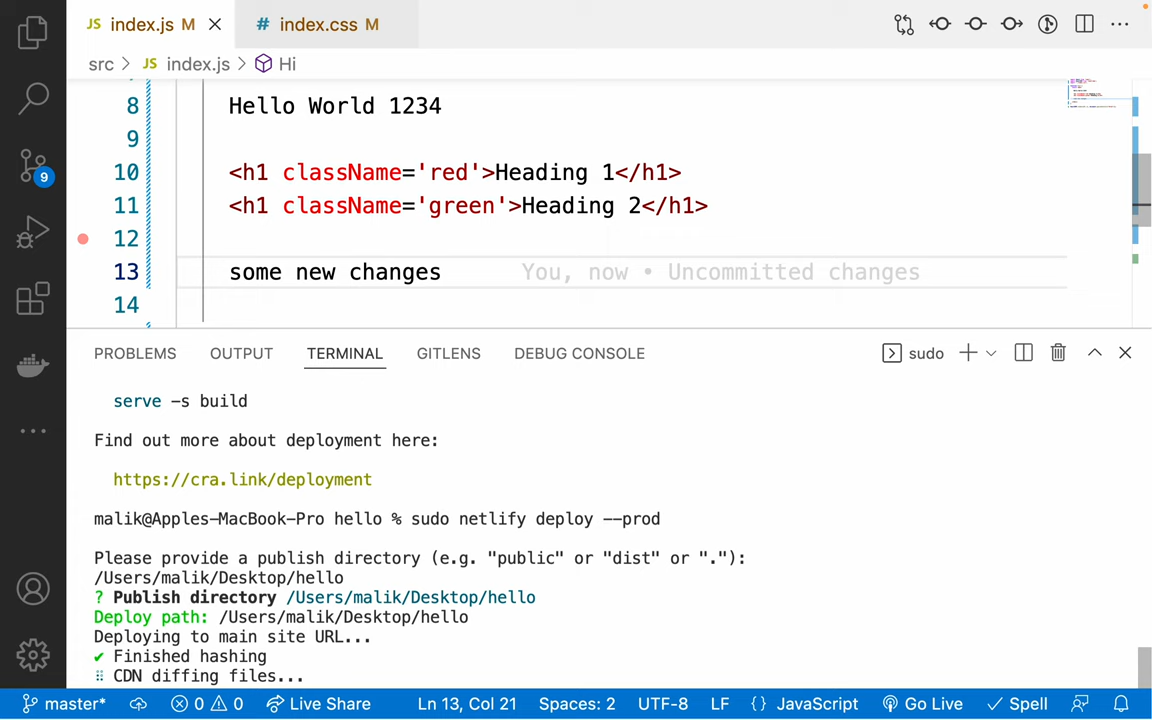 JS index.js M
# index.css M
src > JS index.js > Hi
8 Hello World 1234
9
10 <h1 className='red'>Heading 1</h1>
11 <h1 className='green'>Heading 2</h1>
12
13 some new changes You, now • Uncommitted changes
14
9
PROBLEMS OUTPUT TERMINAL GITLENS DEBUG CONSOLE sudo
serve -s build
Find out more about deployment here:
https://cra.link/deployment
malik@Apples-MacBook-Pro hello % sudo netlify deploy --prod
Please provide a publish directory (e.g. "public" or "dist" or "."):
/Users/malik/Desktop/hello
? Publish directory /Users/malik/Desktop/hello
Deploy path: /Users/malik/Desktop/hello
Deploying to main site URL...
✔ Finished hashing
⠿ CDN diffing files...
master* 0 0 Live Share Ln 13, Col 21 Spaces: 2 UTF-8 LF {} JavaScript Go Live Spell